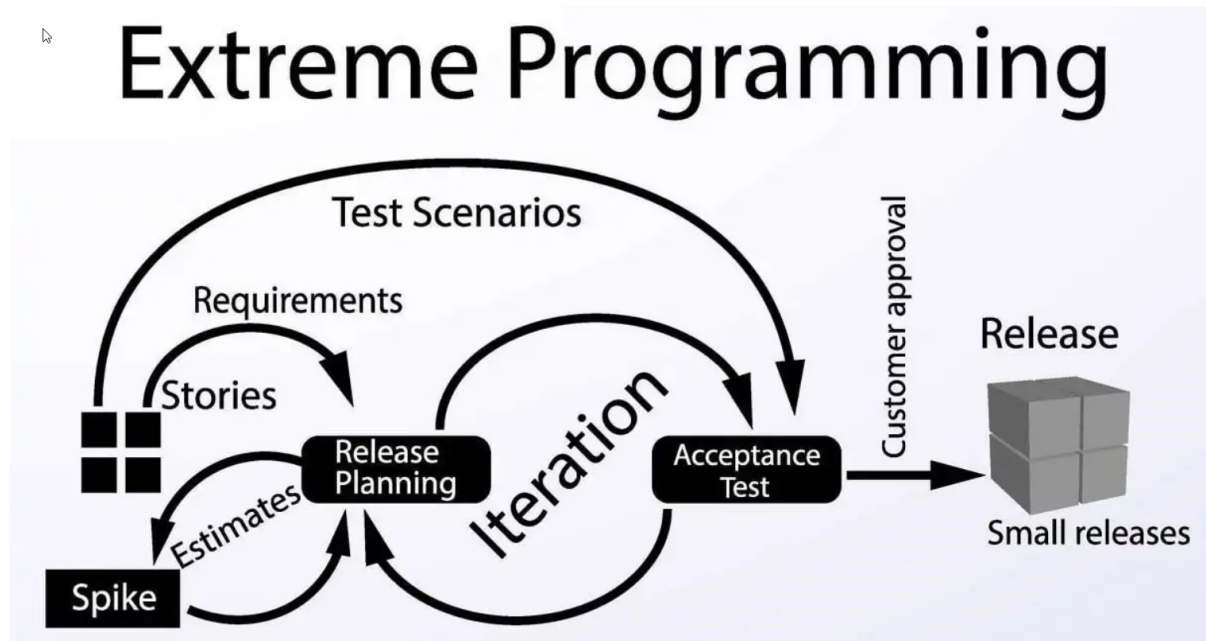 Extreme Programming
Test Scenarios
Requirements
Stories
Customer approval
Release
Iteration
Release
Planning
Acceptance
Test
Estimates
Small releases
Spike